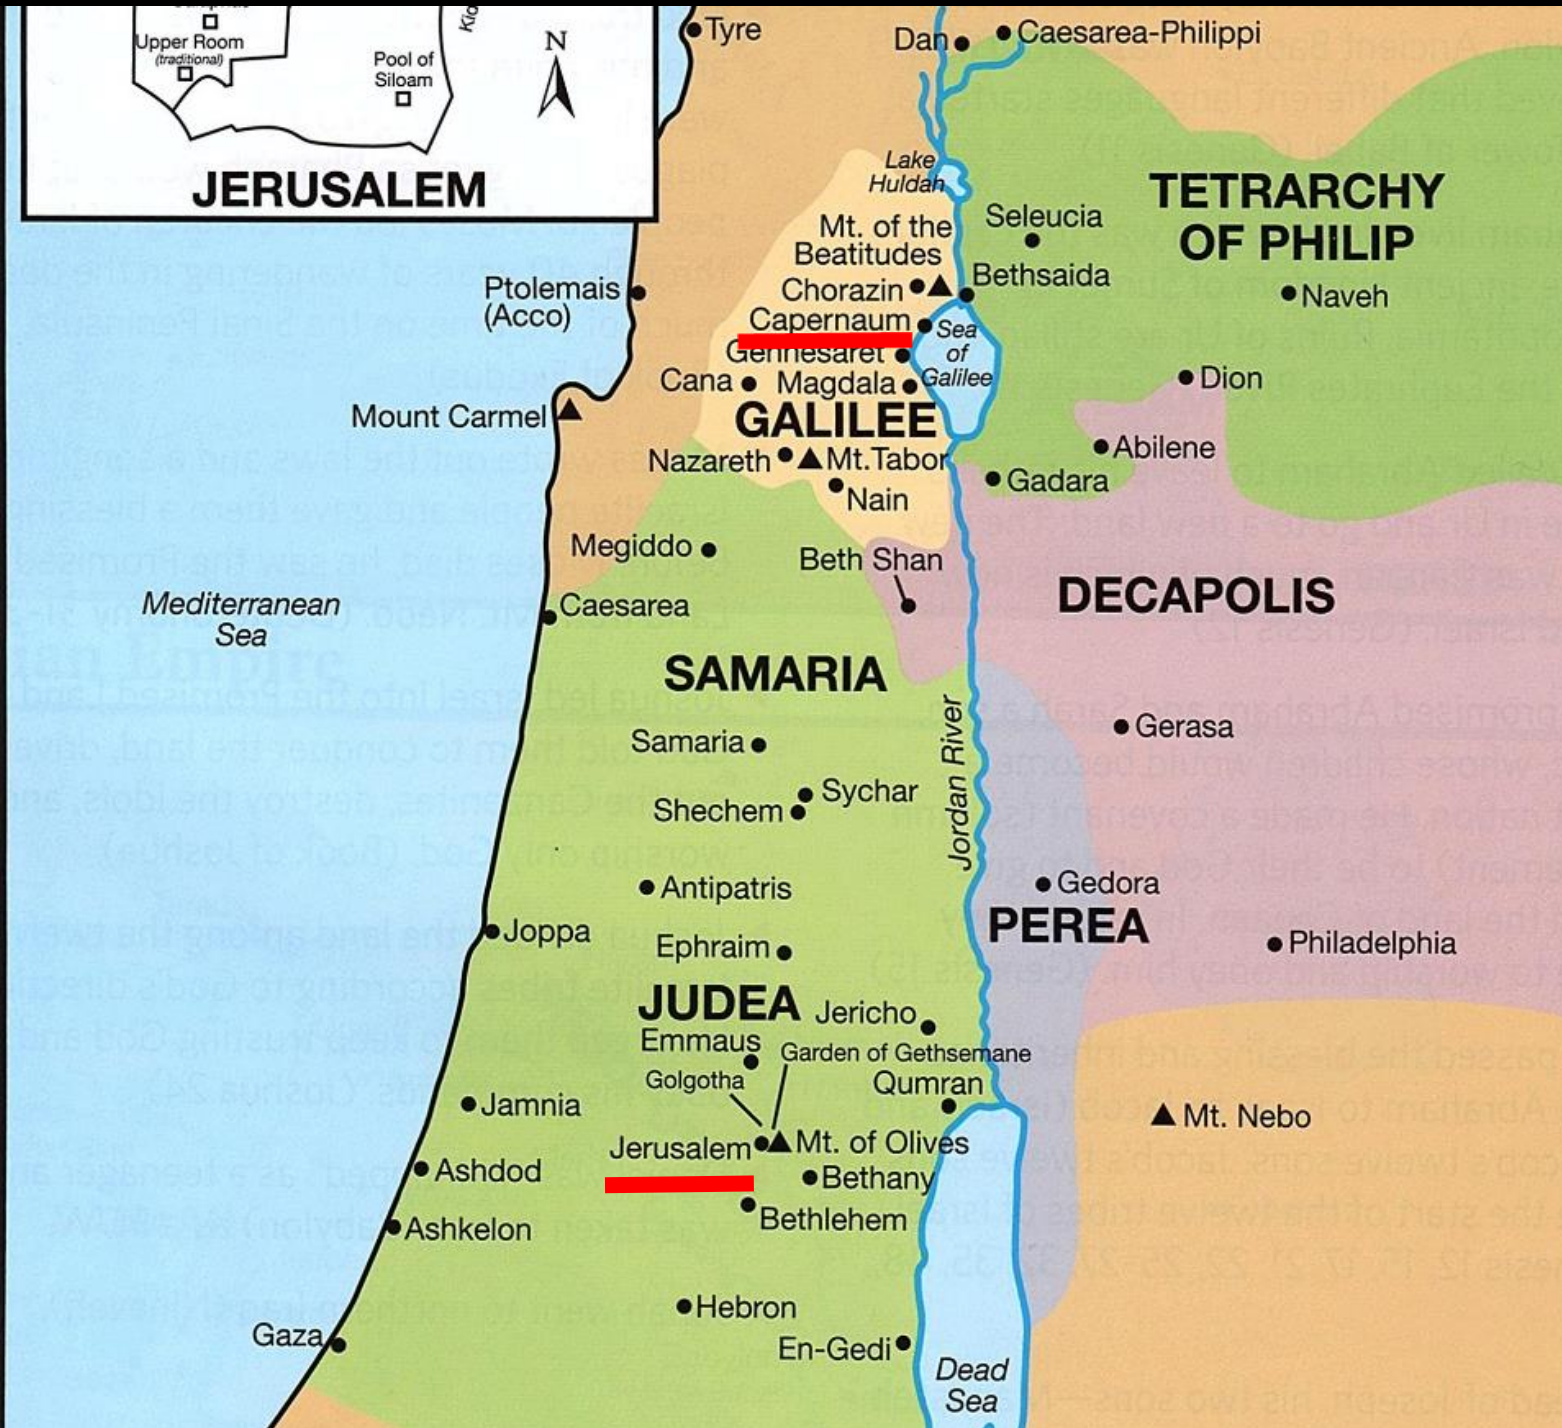 Upper Room
(traditional)
Pool of
Siloam
N
JERUSALEM
Tyre
Dan
Caesarea-Philippi
Lake
Huldah
Mt. of the
Beatitudes
Seleucia
TETRARCHY
OF PHILIP
Ptolemais
(Acco)
Chorazin
Bethsaida
Naveh
Capernaum
Sea
of
Galilee
Gennesaret
Cana
Magdala
Dion
Mount Carmel
GALILEE
Abilene
Nazareth
Mt.Tabor
Gadara
Nain
Megiddo
Beth Shan
DECAPOLIS
Mediterranean
Sea
Caesarea
SAMARIA
Jordan River
Gerasa
Samaria
Sychar
Shechem
Antipatris
Gedora
PEREA
Joppa
Ephraim
Philadelphia
JUDEA
Jericho
Emmaus
Garden of Gethsemane
Golgotha
Qumran
Jamnia
Mt. Nebo
Jerusalem
Mt. of Olives
Ashdod
Bethany
Bethlehem
Ashkelon
Hebron
Gaza
En-Gedi
Dead
Sea